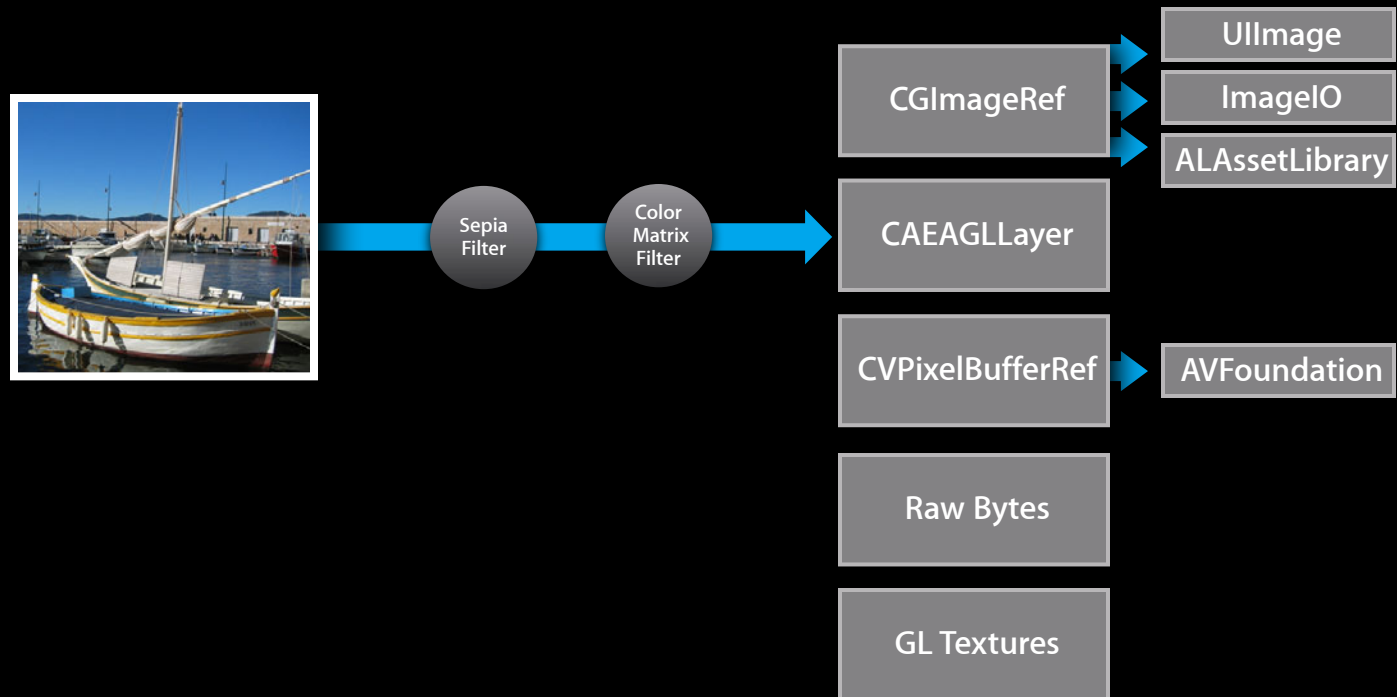 Sepia
Filter
Color
Matrix
Filter
CGImageRef
UIImage
ImageIO
ALAssetLibrary
CAEAGLLayer
CVPixelBufferRef
AVFoundation
Raw Bytes
GL Textures